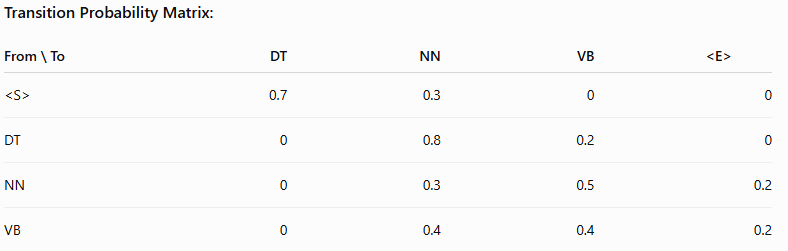 Transition Probability Matrix:
From \ To DT NN VB <E>
<S> 0.7 0.3 0 0
DT 0 0.8 0.2 0
NN 0 0.3 0.5 0.2
VB 0 0.4 0.4 0.2